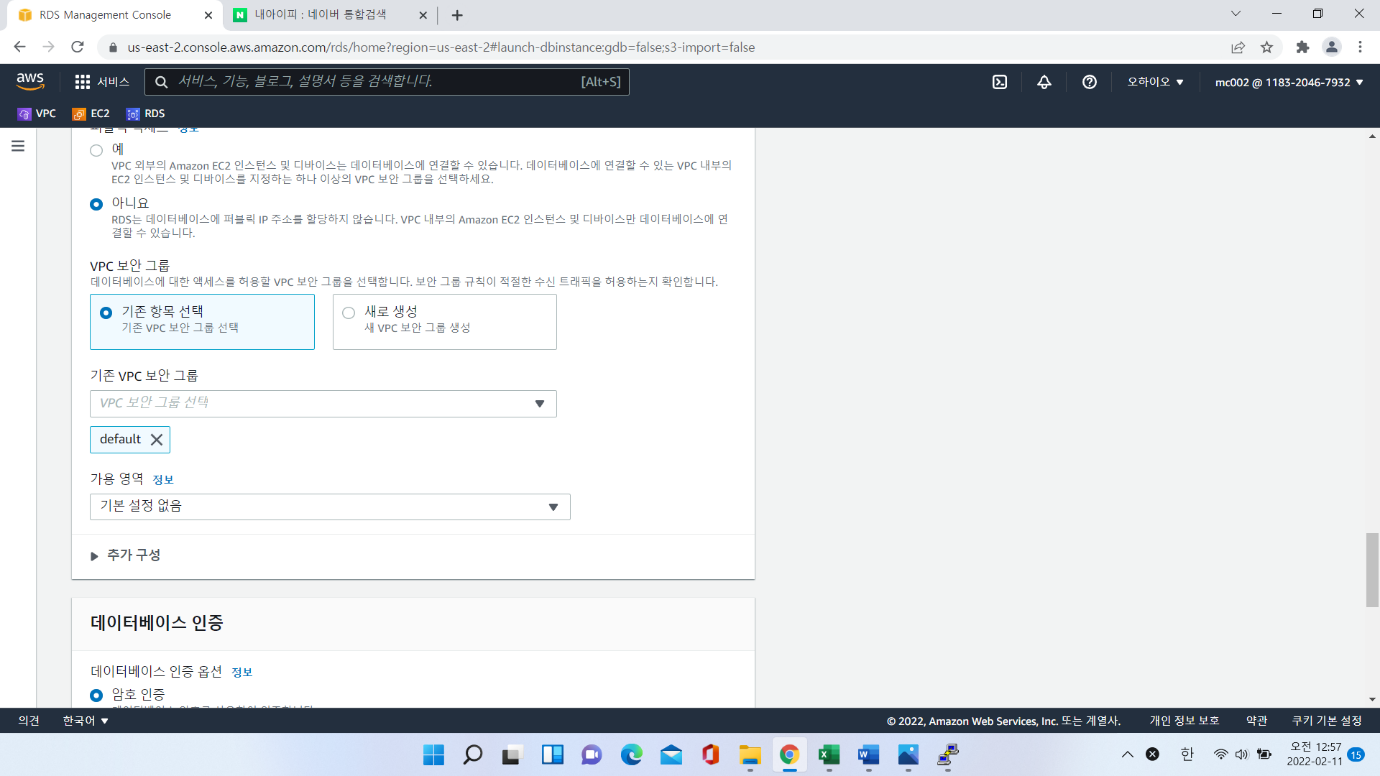 RDS Management Console
내아이피 : 네이버 통합검색
us-east-2.console.aws.amazon.com/rds/home?region=us-east-2#launch-dbinstance:gdb=false;s3-import=false
aws
서비스
서비스, 기능, 블로그, 설명서 등을 검색합니다.
[Alt+S]
오하이오 ▼
mc002 @ 1183-2046-7932 ▼
VPC
EC2
RDS
정보
예
VPC 외부의 Amazon EC2 인스턴스 및 디바이스는 데이터베이스에 연결할 수 있습니다. 데이터베이스에 연결할 수 있는 VPC 내부의
EC2 인스턴스 및 디바이스를 지정하는 하나 이상의 VPC 보안 그룹을 선택하세요.
아니요
RDS는 데이터베이스에 퍼블릭 IP 주소를 할당하지 않습니다. VPC 내부의 Amazon EC2 인스턴스 및 디바이스만 데이터베이스에 연
결할 수 있습니다.
VPC 보안 그룹
데이터베이스에 대한 액세스를 허용할 VPC 보안 그룹을 선택합니다. 보안 그룹 규칙이 적절한 수신 트래픽을 허용하는지 확인합니다.
기존 항목 선택
기존 VPC 보안 그룹 선택
새로 생성
새 VPC 보안 그룹 생성
기존 VPC 보안 그룹
VPC 보안 그룹 선택
default
가용 영역 정보
기본 설정 없음
추가 구성
데이터베이스 인증
데이터베이스 인증 옵션 정보
암호 인증
의견
한국어 ▼
© 2022, Amazon Web Services, Inc. 또는 계열사.
개인 정보 보호
약관
쿠키 기본 설정
한
오전 12:57
2022-02-11
15